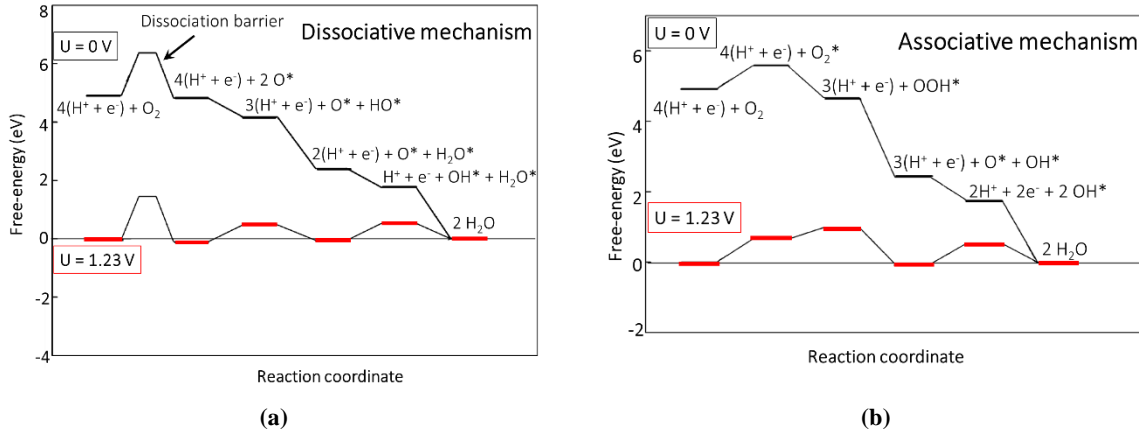 Dissociative mechanism
Dissociation barrier
U = 0 V
4(H⁺ + e⁻) + O₂
4(H⁺ + e⁻) + 2 O*
3(H⁺ + e⁻) + O* + HO*
2(H⁺ + e⁻) + O* + H₂O*
H⁺ + e⁻ + OH* + H₂O*
2 H₂O
U = 1.23 V
Free-energy (eV)
8
6
4
2
0
-2
-4
Reaction coordinate
(a)
Associative mechanism
U = 0 V
4(H⁺ + e⁻) + O₂
4(H⁺ + e⁻) + O₂*
3(H⁺ + e⁻) + OOH*
3(H⁺ + e⁻) + O* + OH*
2H⁺ + 2e⁻ + 2 OH*
2 H₂O
U = 1.23 V
Free-energy (eV)
6
4
2
0
-2
Reaction coordinate
(b)